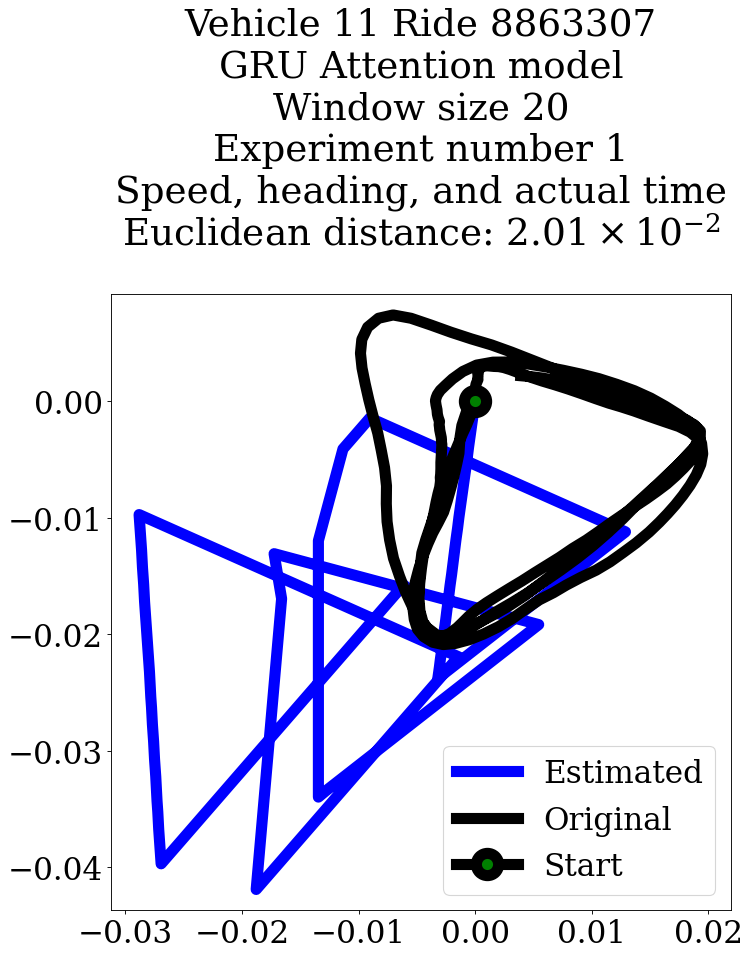 Vehicle 11 Ride 8863307
GRU Attention model
Window size 20
Experiment number 1
Speed, heading, and actual time
Euclidean distance: 2.01 × 10⁻²
0.00
−0.01
−0.02
−0.03
−0.04
Estimated
Original
Start
−0.03 −0.02 −0.01 0.00 0.01 0.02